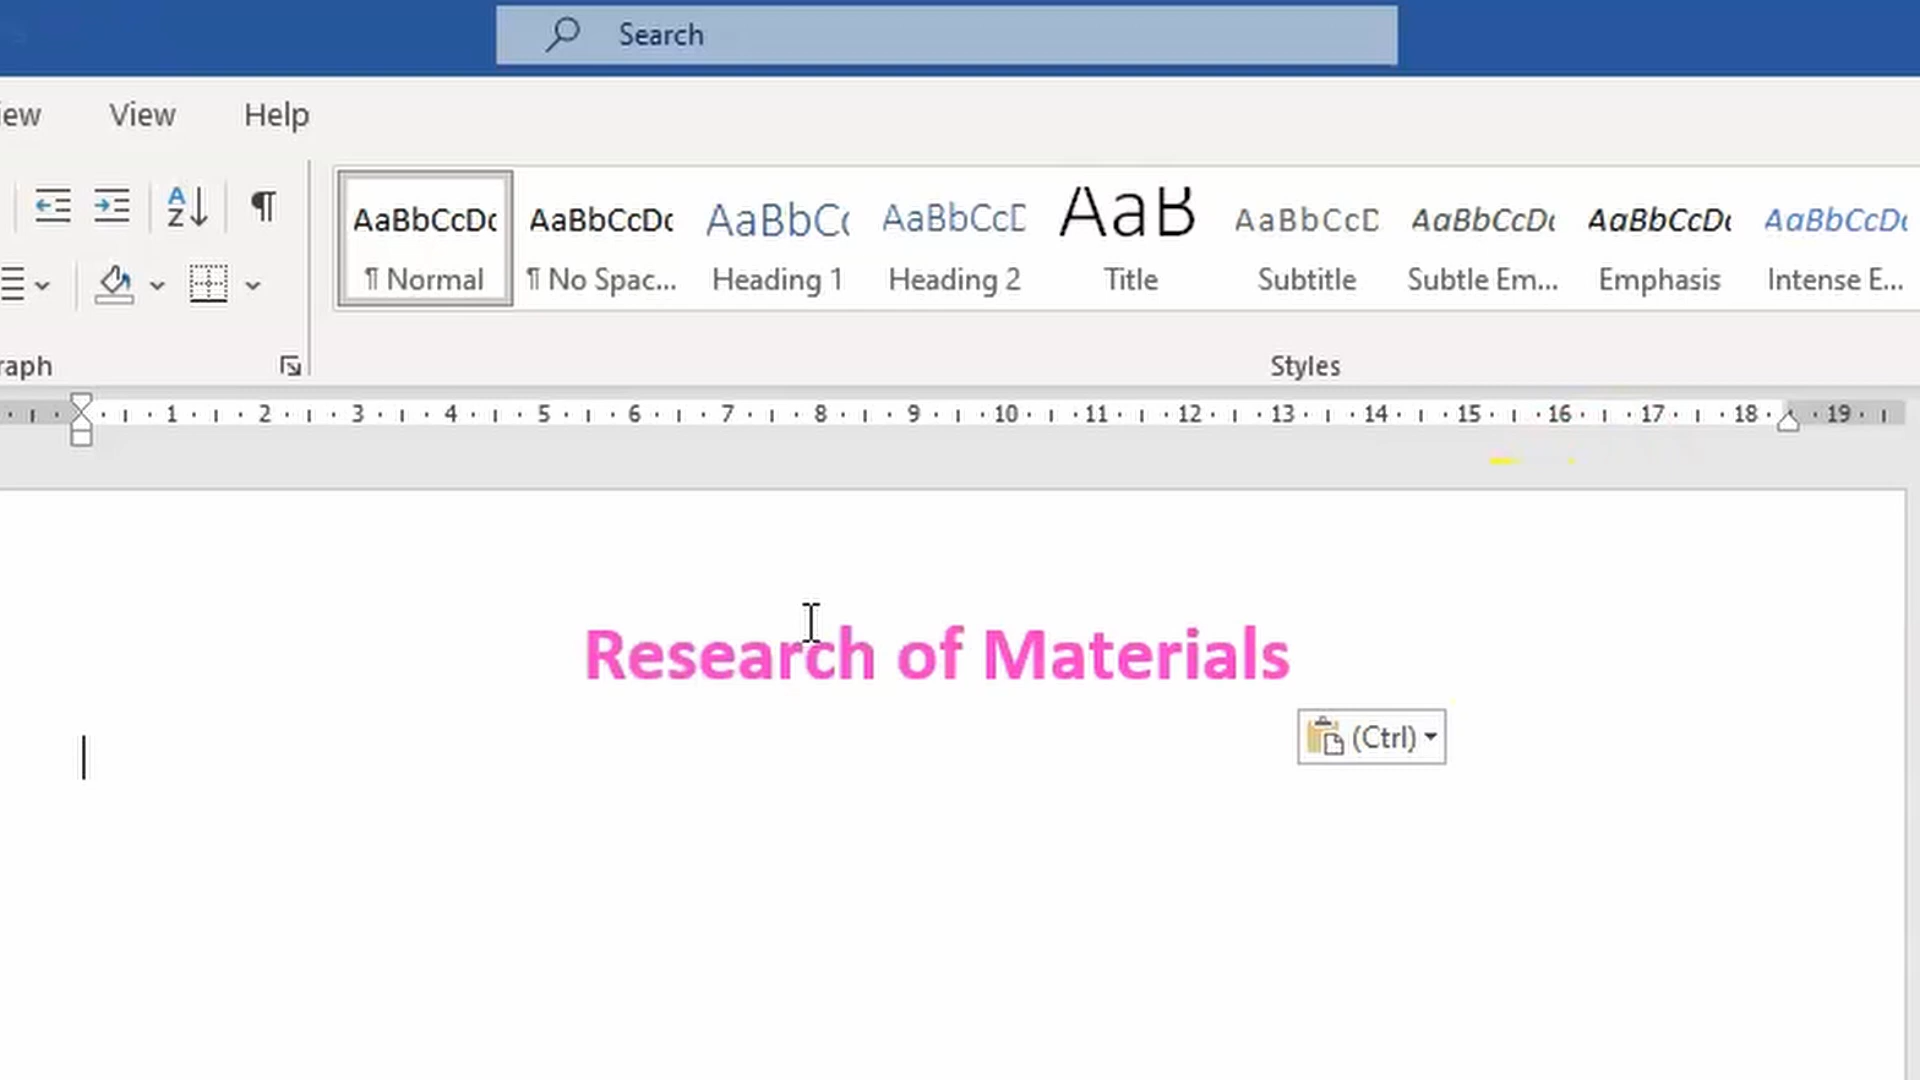 Search
iew View Help
AaBbCcDc AaBbCcDc AaBbC AaBbCcD AaB AaBbCcD AaBbCcDc AaBbCcDc AaBbCcDc
¶ Normal ¶ No Spac... Heading 1 Heading 2 Title Subtitle Subtle Em... Emphasis Intense E...
raph Styles
1 2 3 4 5 6 7 8 9 10 11 12 13 14 15 16 17 18 19
Research of Materials
(Ctrl)